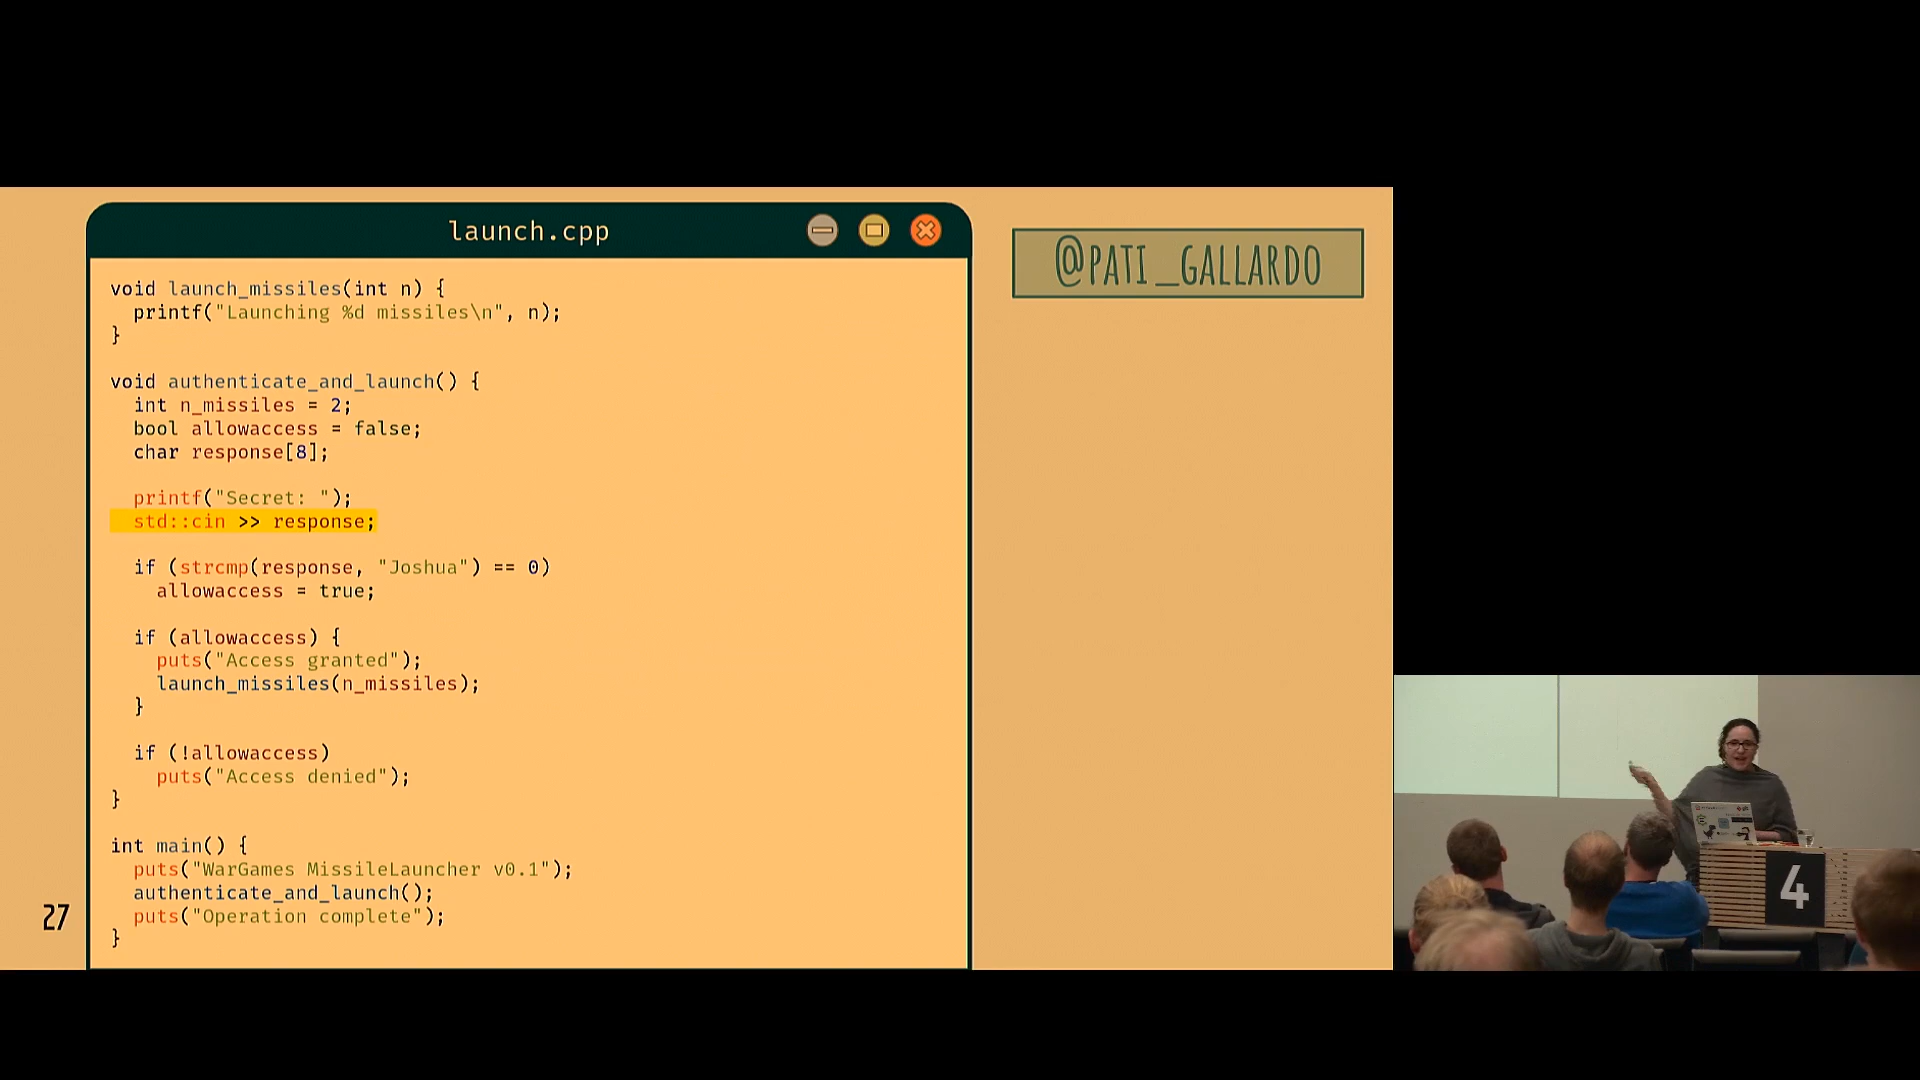 launch.cpp
@PATI_GALLARDO
void launch_missiles(int n) {
  printf("Launching %d missiles\n", n);
}
void authenticate_and_launch() {
  int n_missiles = 2;
  bool allowaccess = false;
  char response[8];
  printf("Secret: ");
  std::cin >> response;
  if (strcmp(response, "Joshua") == 0)
    allowaccess = true;
  if (allowaccess) {
    puts("Access granted");
    launch_missiles(n_missiles);
  }
  if (!allowaccess)
    puts("Access denied");
}
int main() {
  puts("WarGames MissileLauncher v0.1");
  authenticate_and_launch();
  puts("Operation complete");
}
27
4